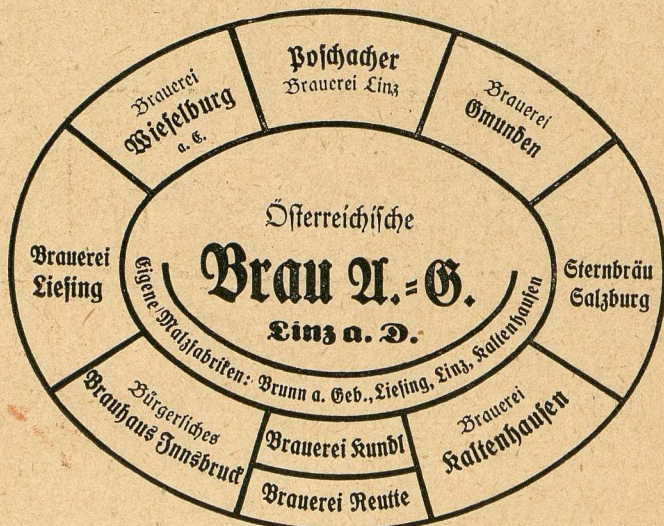 Poschacher
Brauerei Linz
Brauerei
Gmunden
Sternbräu
Salzburg
Brauerei
Kaltenhausen
Brauerei Kundl
Brauerei Reutte
Bürgerliches
Brauhaus Innsbruck
Brauerei
Liesing
Brauerei
Wieselburg
a. E.
Österreichische
Brau A.=G.
Linz a. D.
Eigene Malzfabriken: Brunn a. Geb., Liesing, Linz, Kaltenhausen